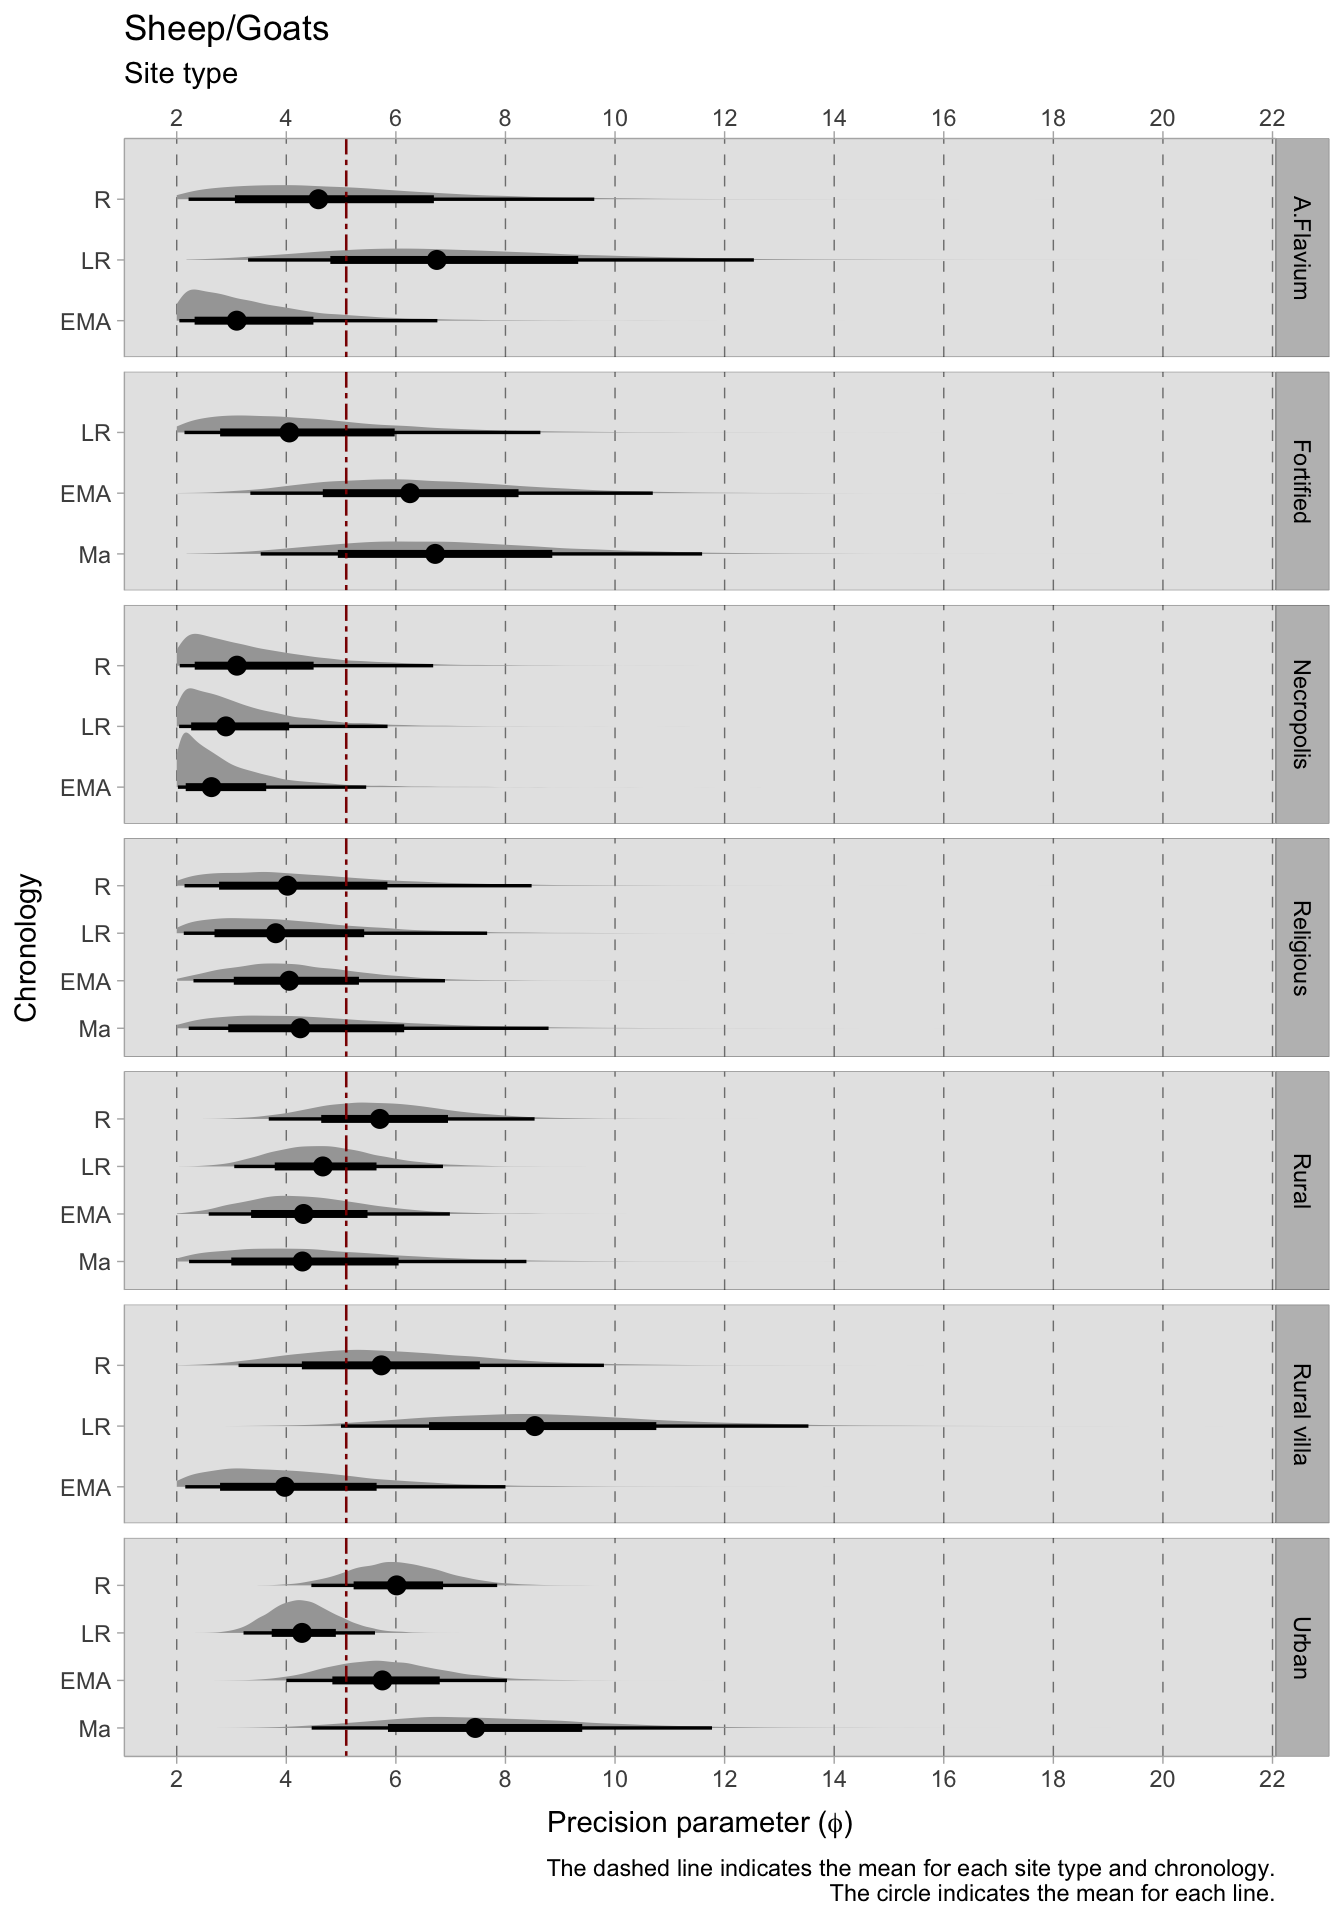 Sheep/Goats
Site type
2 4 6 8 10 12 14 16 18 20 22
R
LR
EMA
A.Flavium
LR
EMA
Ma
Fortified
R
LR
EMA
Necropolis
R
LR
EMA
Ma
Religious
R
LR
EMA
Ma
Rural
R
LR
EMA
Rural villa
R
LR
EMA
Ma
Urban
Chronology
2 4 6 8 10 12 14 16 18 20 22
Precision parameter (ϕ)
The dashed line indicates the mean for each site type and chronology.
The circle indicates the mean for each line.